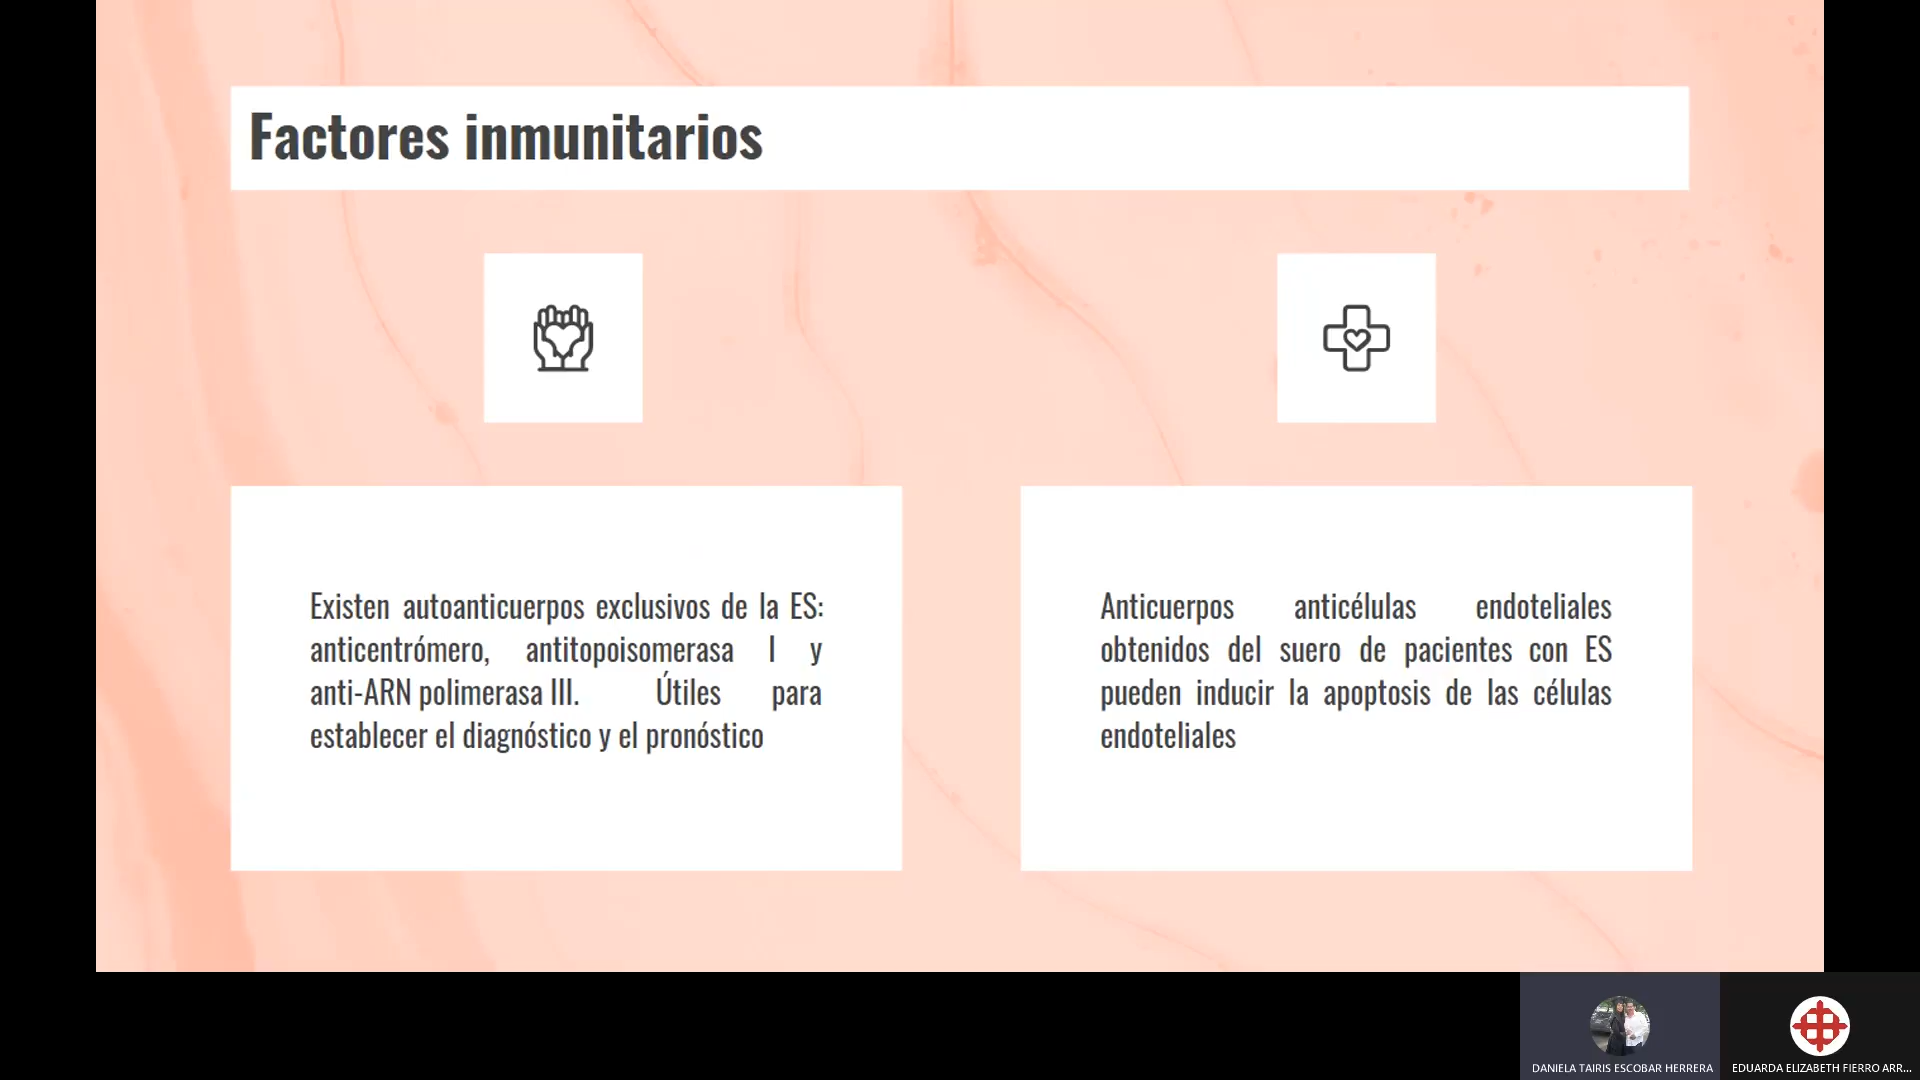 Factores inmunitarios
Existen autoanticuerpos exclusivos de la ES:
anticentrómero, antitopoisomerasa I y
anti-ARN polimerasa III. Útiles para
establecer el diagnóstico y el pronóstico
Anticuerpos anticélulas endoteliales
obtenidos del suero de pacientes con ES
pueden inducir la apoptosis de las células
endoteliales
DANIELA TAIRIS ESCOBAR HERRERA
EDUARDA ELIZABETH FIERRO ARR...